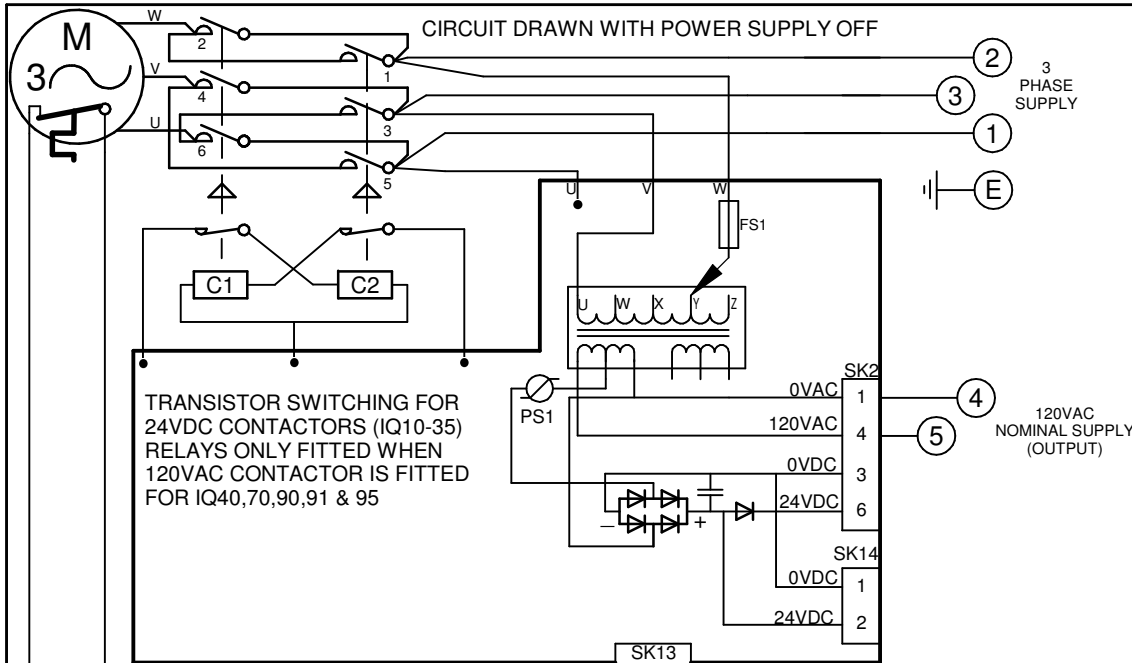 CIRCUIT DRAWN WITH POWER SUPPLY OFF
M
3
W
V
U
2
1
4
3
6
5
2
3
1
E
3
PHASE
SUPPLY
C1
C2
U
V
W
FS1
U
W
X
Y
Z
PS1
TRANSISTOR SWITCHING FOR
24VDC CONTACTORS (IQ10-35)
RELAYS ONLY FITTED WHEN
120VAC CONTACTOR IS FITTED
FOR IQ40,70,90,91 & 95
SK2
0VAC 1
120VAC 4
0VDC 3
24VDC 6
4
5
120VAC
NOMINAL SUPPLY
(OUTPUT)
– +
SK14
0VDC 1
24VDC 2
SK13